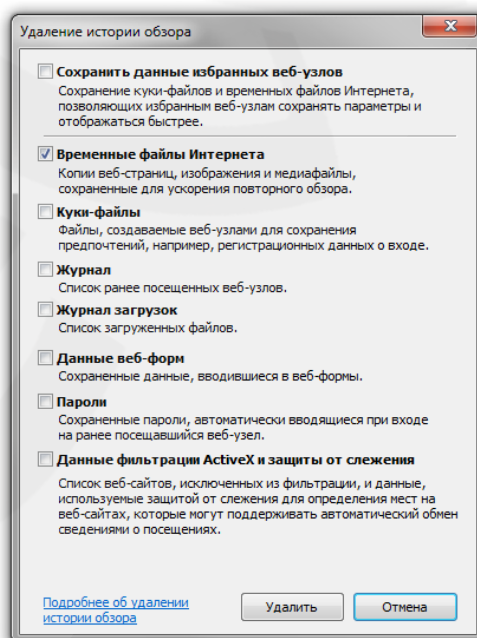 Удаление истории обзора
Сохранить данные избранных веб-узлов
Сохранение куки-файлов и временных файлов Интернета,
позволяющих избранным веб-узлам сохранять параметры и
отображаться быстрее.
Временные файлы Интернета
Копии веб-страниц, изображения и медиафайлы,
сохраненные для ускорения повторного обзора.
Куки-файлы
Файлы, создаваемые веб-узлами для сохранения
предпочтений, например, регистрационных данных о входе.
Журнал
Список ранее посещенных веб-узлов.
Журнал загрузок
Список загруженных файлов.
Данные веб-форм
Сохраненные данные, вводившиеся в веб-формы.
Пароли
Сохраненные пароли, автоматически вводящиеся при входе
на ранее посещавшийся веб-узел.
Данные фильтрации ActiveX и защиты от слежения
Список веб-сайтов, исключенных из фильтрации, и данные,
используемые защитой от слежения для определения мест на
веб-сайтах, которые могут поддерживать автоматический обмен
сведениями о посещениях.
Подробнее об удалении
истории обзора
Удалить
Отмена